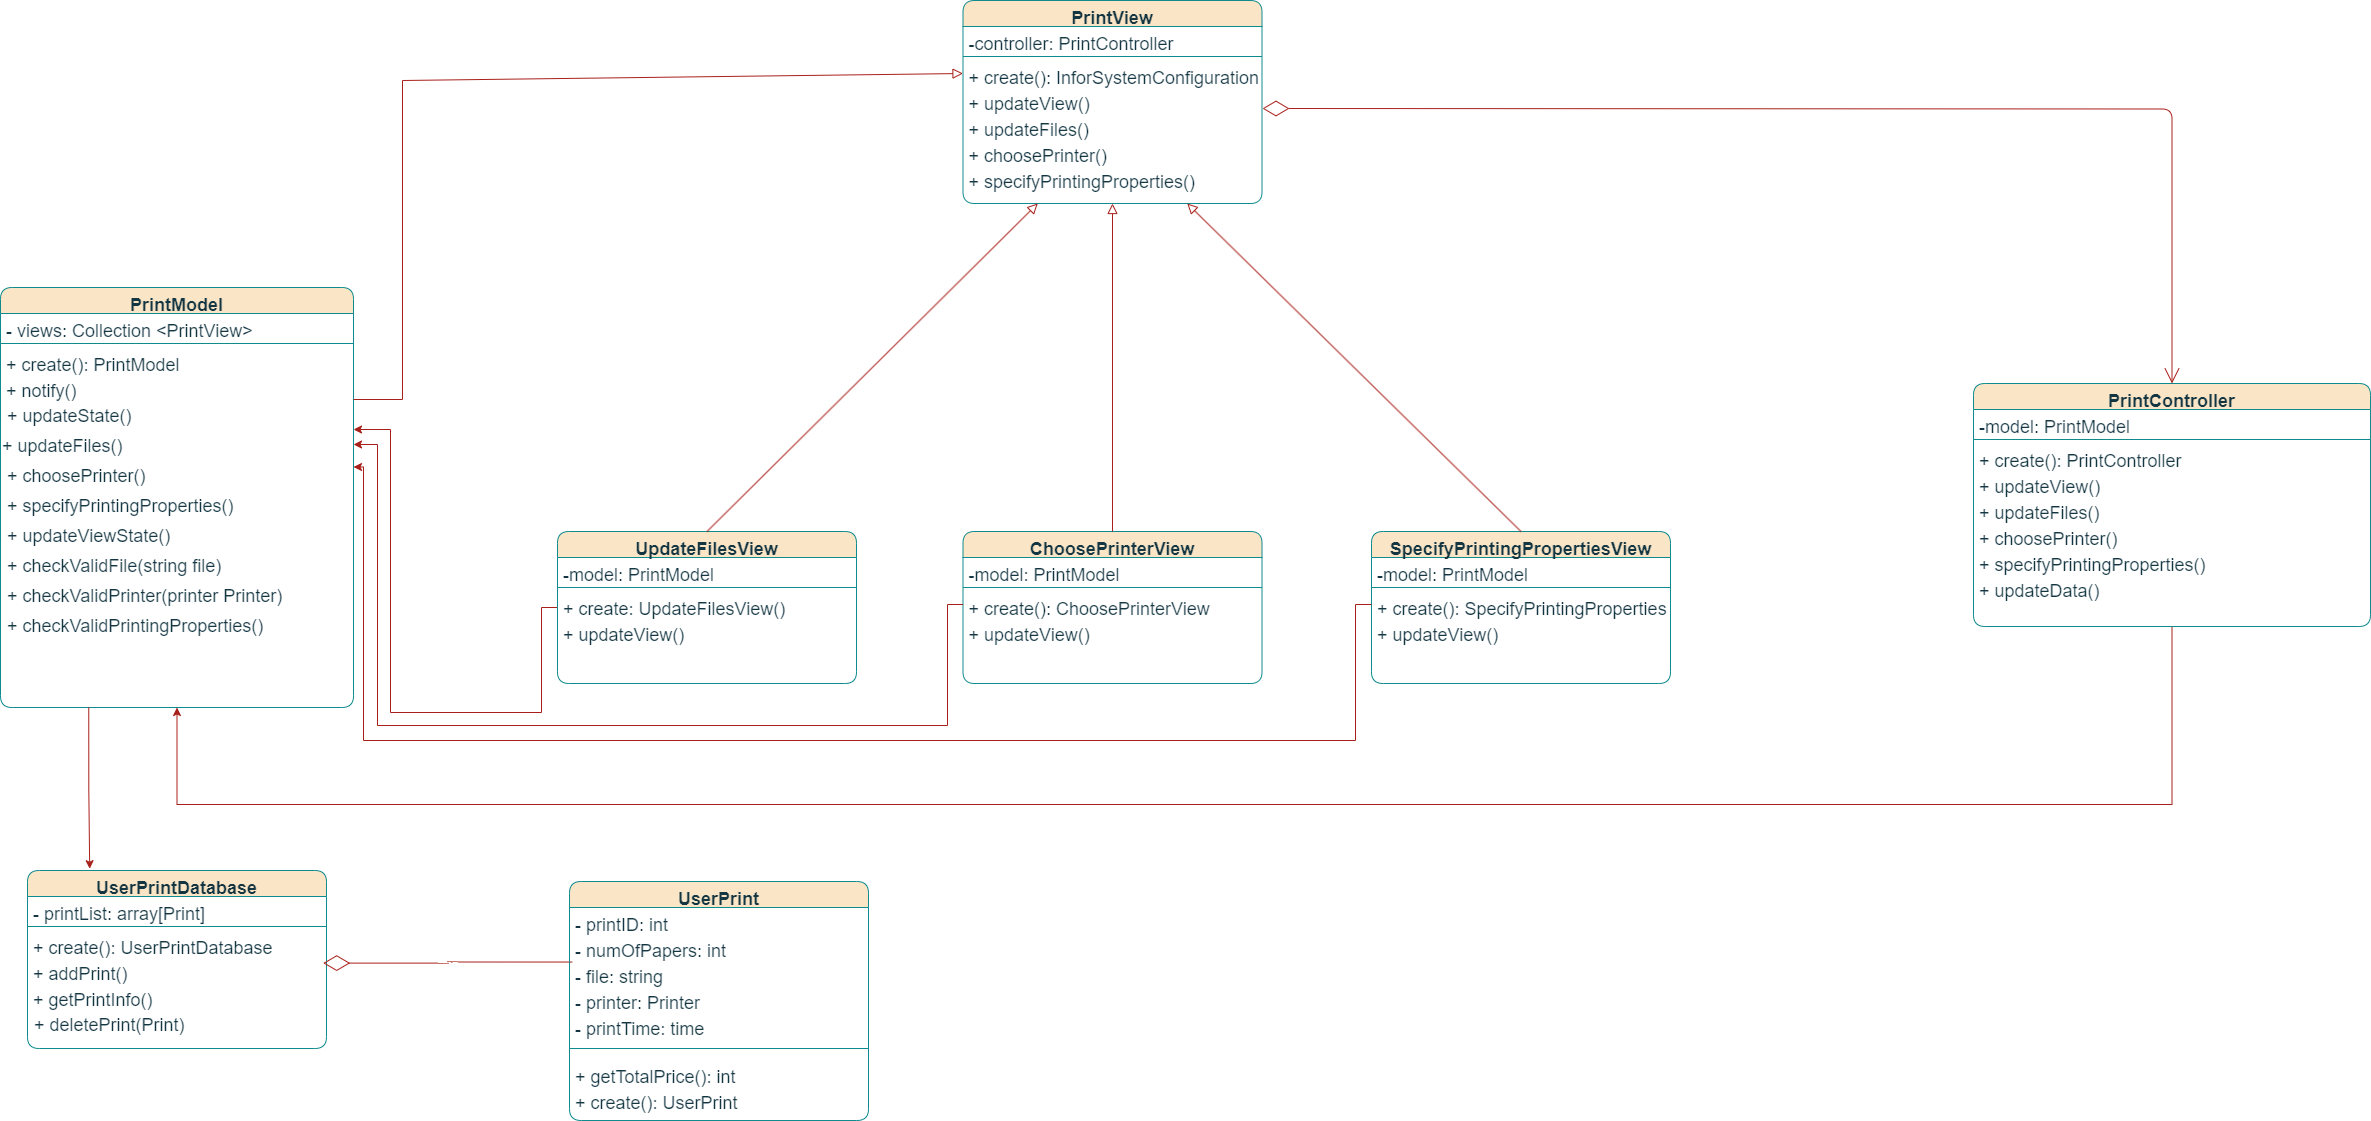 PrintView
-controller: PrintController
+ create(): InforSystemConfiguration
+ updateView()
+ updateFiles()
+ choosePrinter()
+ specifyPrintingProperties()
PrintModel
- views: Collection <PrintView>
+ create(): PrintModel
+ notify()
+ updateState()
+ updateFiles()
+ choosePrinter()
+ specifyPrintingProperties()
+ updateViewState()
+ checkValidFile(string file)
+ checkValidPrinter(printer Printer)
+ checkValidPrintingProperties()
UpdateFilesView
-model: PrintModel
+ create: UpdateFilesView()
+ updateView()
ChoosePrinterView
-model: PrintModel
+ create(): ChoosePrinterView
+ updateView()
SpecifyPrintingPropertiesView
-model: PrintModel
+ create(): SpecifyPrintingProperties
+ updateView()
PrintController
-model: PrintModel
+ create(): PrintController
+ updateView()
+ updateFiles()
+ choosePrinter()
+ specifyPrintingProperties()
+ updateData()
UserPrintDatabase
- printList: array[Print]
+ create(): UserPrintDatabase
+ addPrint()
+ getPrintInfo()
+ deletePrint(Print)
UserPrint
- printID: int
- numOfPapers: int
- file: string
- printer: Printer
- printTime: time
+ getTotalPrice(): int
+ create(): UserPrint